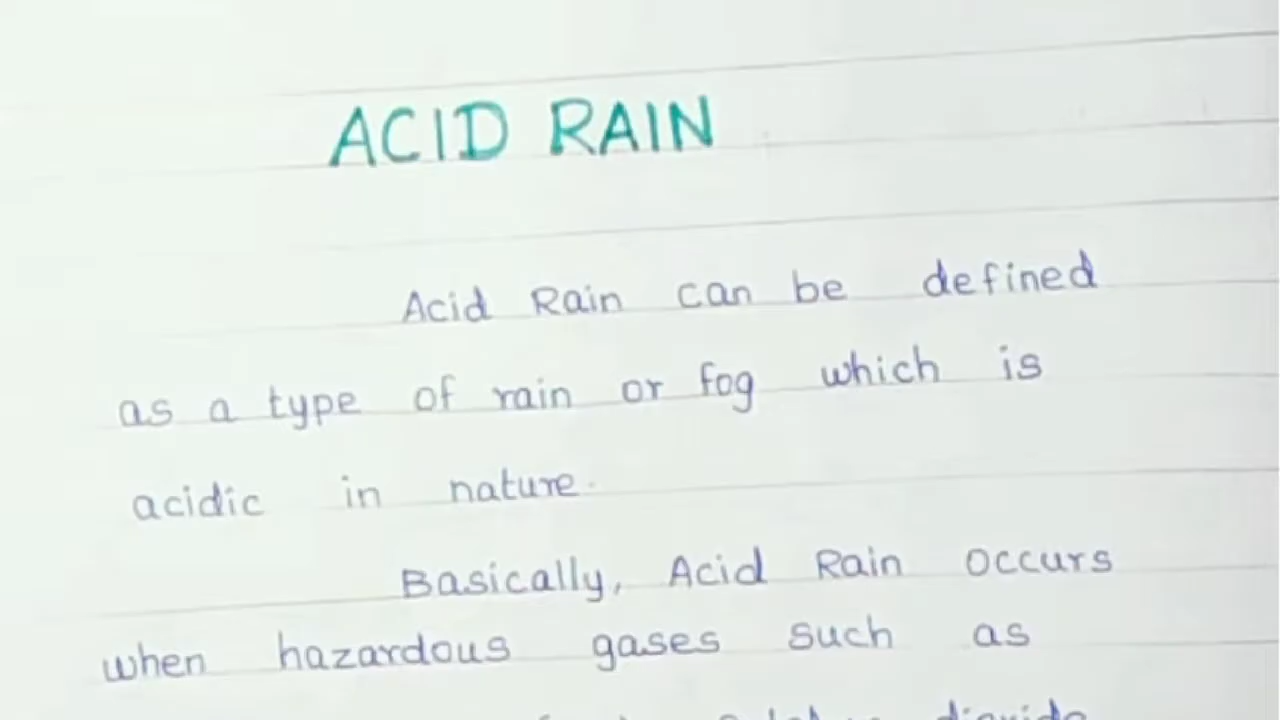 ACID RAIN
Acid Rain can be defined
as a type of rain or fog which is
acidic in nature.
Basically, Acid Rain occurs
when hazardous gases such as